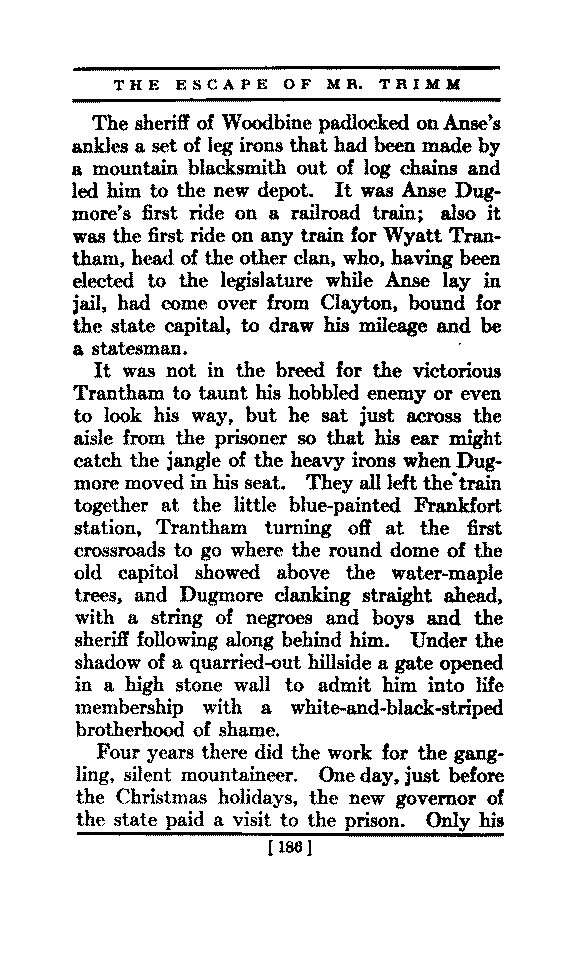 THE ESCAPE OF MR. TRIMM
The sheriff of Woodbine padlocked on Anse's
ankles a set of leg irons that had been made by
a mountain blacksmith out of log chains and
led him to the new depot. It was Anse Dug-
more's first ride on a railroad train; also it
was the first ride on any train for Wyatt Tran-
tham, head of the other clan, who, having been
elected to the legislature while Anse lay in
jail, had come over from Clayton, bound for
the state capital, to draw his mileage and be
a statesman.
It was not in the breed for the victorious
Trantham to taunt his hobbled enemy or even
to look his way, but he sat just across the
aisle from the prisoner so that his ear might
catch the jangle of the heavy irons when Dug-
more moved in his seat. They all left the train
together at the little blue-painted Frankfort
station, Trantham turning off at the first
crossroads to go where the round dome of the
old capitol showed above the water-maple
trees, and Dugmore clanking straight ahead,
with a string of negroes and boys and the
sheriff following along behind him. Under the
shadow of a quarried-out hillside a gate opened
in a high stone wall to admit him into life
membership with a white-and-black-striped
brotherhood of shame.
Four years there did the work for the gang-
ling, silent mountaineer. One day, just before
the Christmas holidays, the new governor of
the state paid a visit to the prison. Only his
[186]